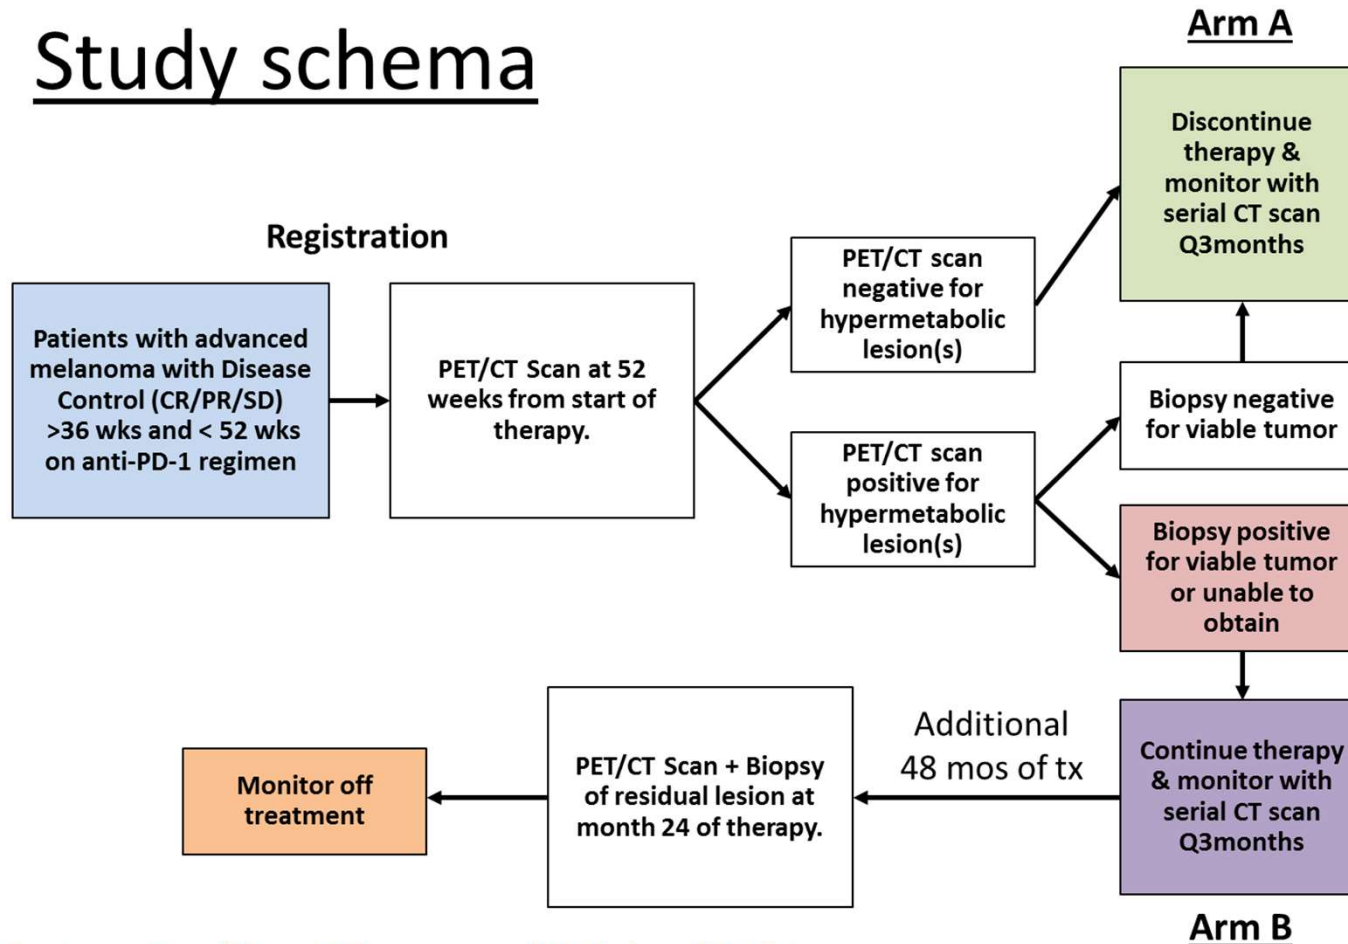 Study schema
Arm A
Discontinue
therapy &
monitor with
serial CT scan
Q3months
Registration
Patients with advanced
melanoma with Disease
Control (CR/PR/SD)
>36 wks and < 52 wks
on anti-PD-1 regimen
PET/CT Scan at 52
weeks from start of
therapy.
PET/CT scan
negative for
hypermetabolic
lesion(s)
PET/CT scan
positive for
hypermetabolic
lesion(s)
Biopsy negative
for viable tumor
Biopsy positive
for viable tumor
or unable to
obtain
Continue therapy
& monitor with
serial CT scan
Q3months
Arm B
Additional
48 mos of tx
PET/CT Scan + Biopsy
of residual lesion at
month 24 of therapy.
Monitor off
treatment